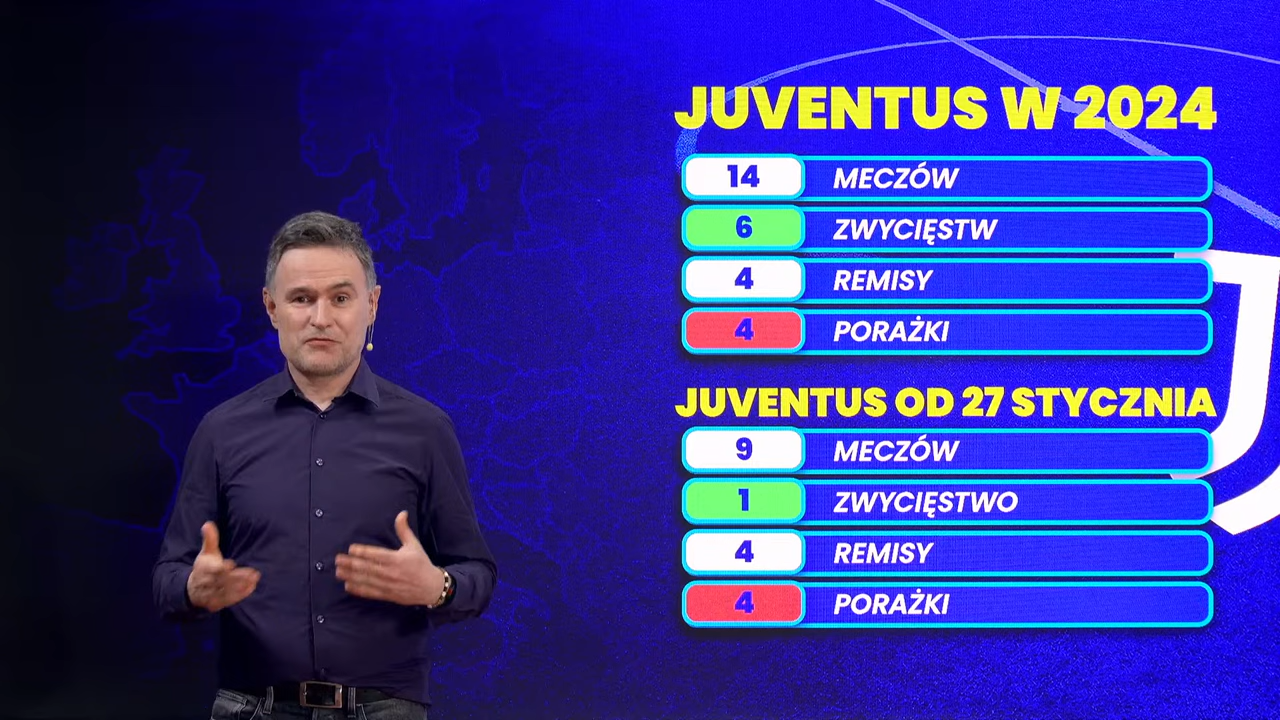 JUVENTUS W 2024
14 MECZÓW
6 ZWYCIĘSTW
4 REMISY
4 PORAŻKI
JUVENTUS OD 27 STYCZNIA
9 MECZÓW
1 ZWYCIĘSTWO
4 REMISY
4 PORAŻKI